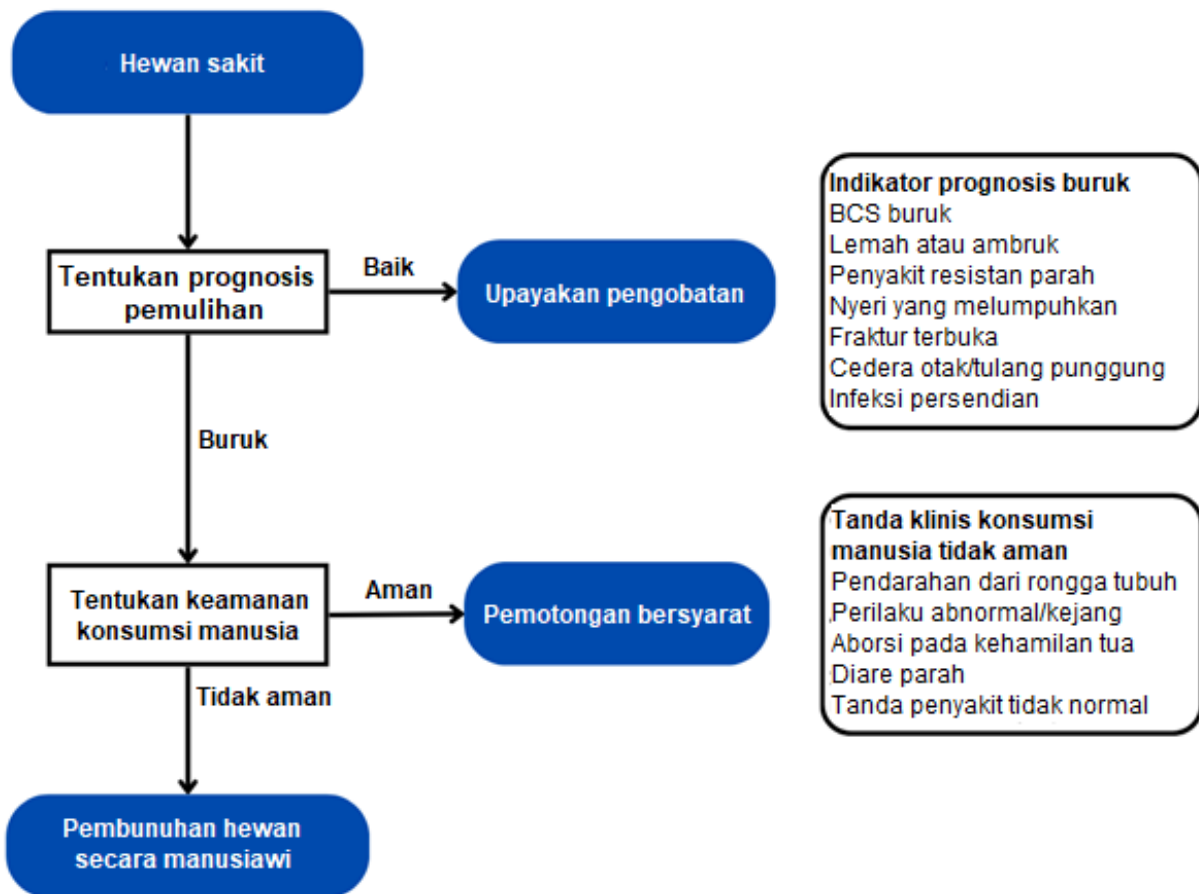 Hewan sakit
Tentukan prognosis
pemulihan
Baik
Upayakan pengobatan
Indikator prognosis buruk
BCS buruk
Lemah atau ambruk
Penyakit resistan parah
Nyeri yang melumpuhkan
Fraktur terbuka
Cedera otak/tulang punggung
Infeksi persendian
Buruk
Tentukan keamanan
konsumsi manusia
Aman
Pemotongan bersyarat
Tanda klinis konsumsi
manusia tidak aman
Pendarahan dari rongga tubuh
Perilaku abnormal/kejang
Aborsi pada kehamilan tua
Diare parah
Tanda penyakit tidak normal
Tidak aman
Pembunuhan hewan
secara manusiawi